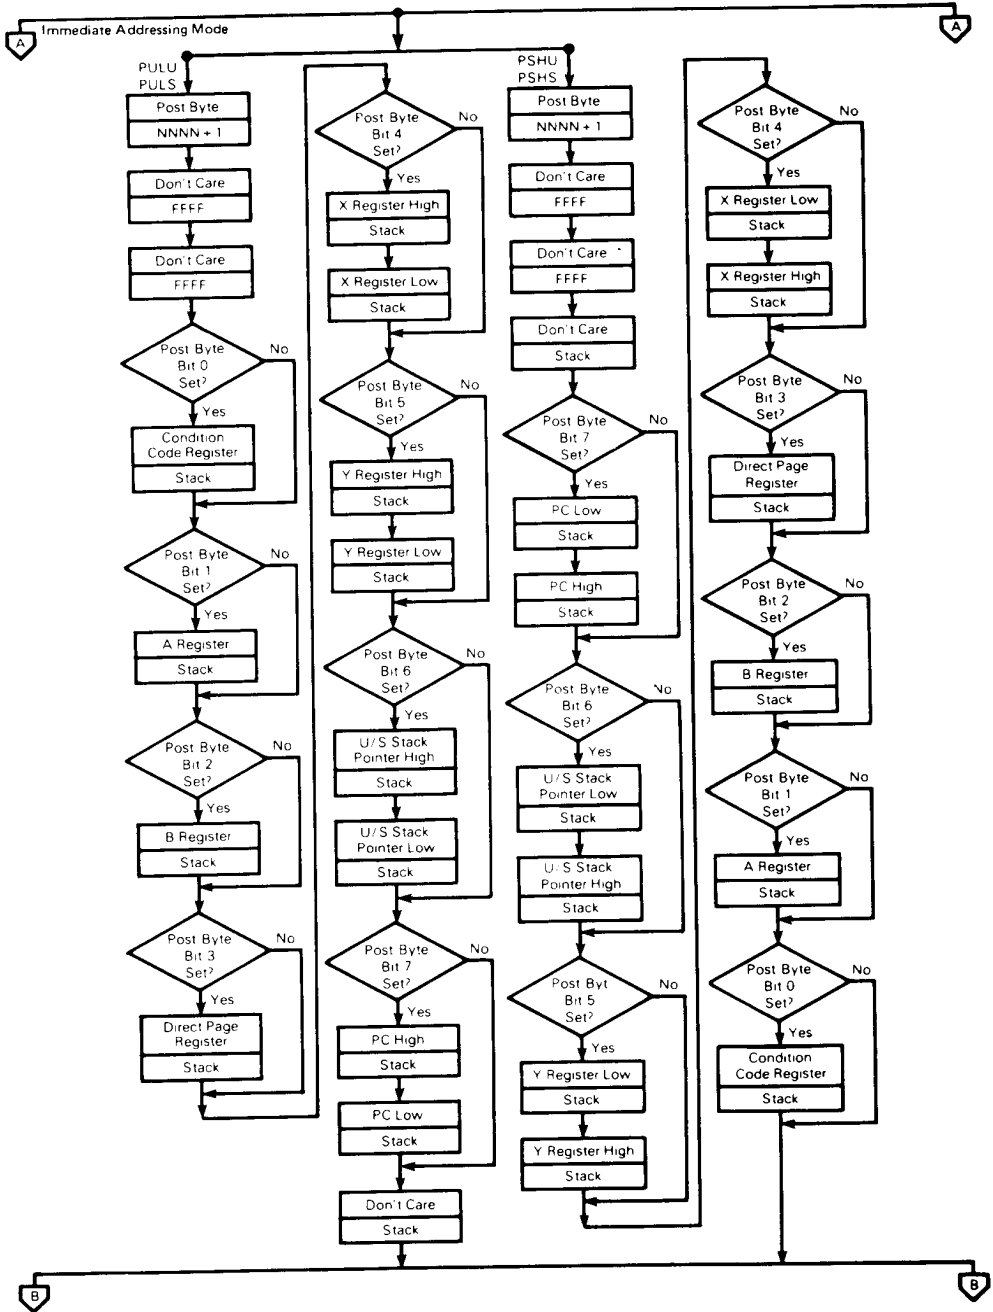 A
Immediate Addressing Mode
A
PULU
PULS
Post Byte
NNNN + 1
Don't Care
FFFF
Don't Care
FFFF
Post Byte
Bit 0
Set?
No
Yes
Condition
Code Register
Stack
Post Byte
Bit 1
Set?
No
Yes
A Register
Stack
Post Byte
Bit 2
Set?
No
Yes
B Register
Stack
Post Byte
Bit 3
Set?
No
Yes
Direct Page
Register
Stack
Post Byte
Bit 4
Set?
No
Yes
X Register High
Stack
X Register Low
Stack
Post Byte
Bit 5
Set?
No
Yes
Y Register High
Stack
Y Register Low
Stack
Post Byte
Bit 6
Set?
No
Yes
U/S Stack
Pointer High
Stack
U/S Stack
Pointer Low
Stack
Post Byte
Bit 7
Set?
No
Yes
PC High
Stack
PC Low
Stack
Don't Care
Stack
PSHU
PSHS
Post Byte
NNNN + 1
Don't Care
FFFF
Don't Care
FFFF
Don't Care
Stack
Post Byte
Bit 7
Set?
No
Yes
PC Low
Stack
PC High
Stack
Post Byte
Bit 6
Set?
No
Yes
U/S Stack
Pointer Low
Stack
U/S Stack
Pointer High
Stack
Post Byt
Bit 5
Set?
No
Yes
Y Register Low
Stack
Y Register High
Stack
Post Byte
Bit 4
Set?
No
Yes
X Register Low
Stack
X Register High
Stack
Post Byte
Bit 3
Set?
No
Yes
Direct Page
Register
Stack
Post Byte
Bit 2
Set?
No
Yes
B Register
Stack
Post Byte
Bit 1
Set?
No
Yes
A Register
Stack
Post Byte
Bit 0
Set?
No
Yes
Condition
Code Register
Stack
B
B